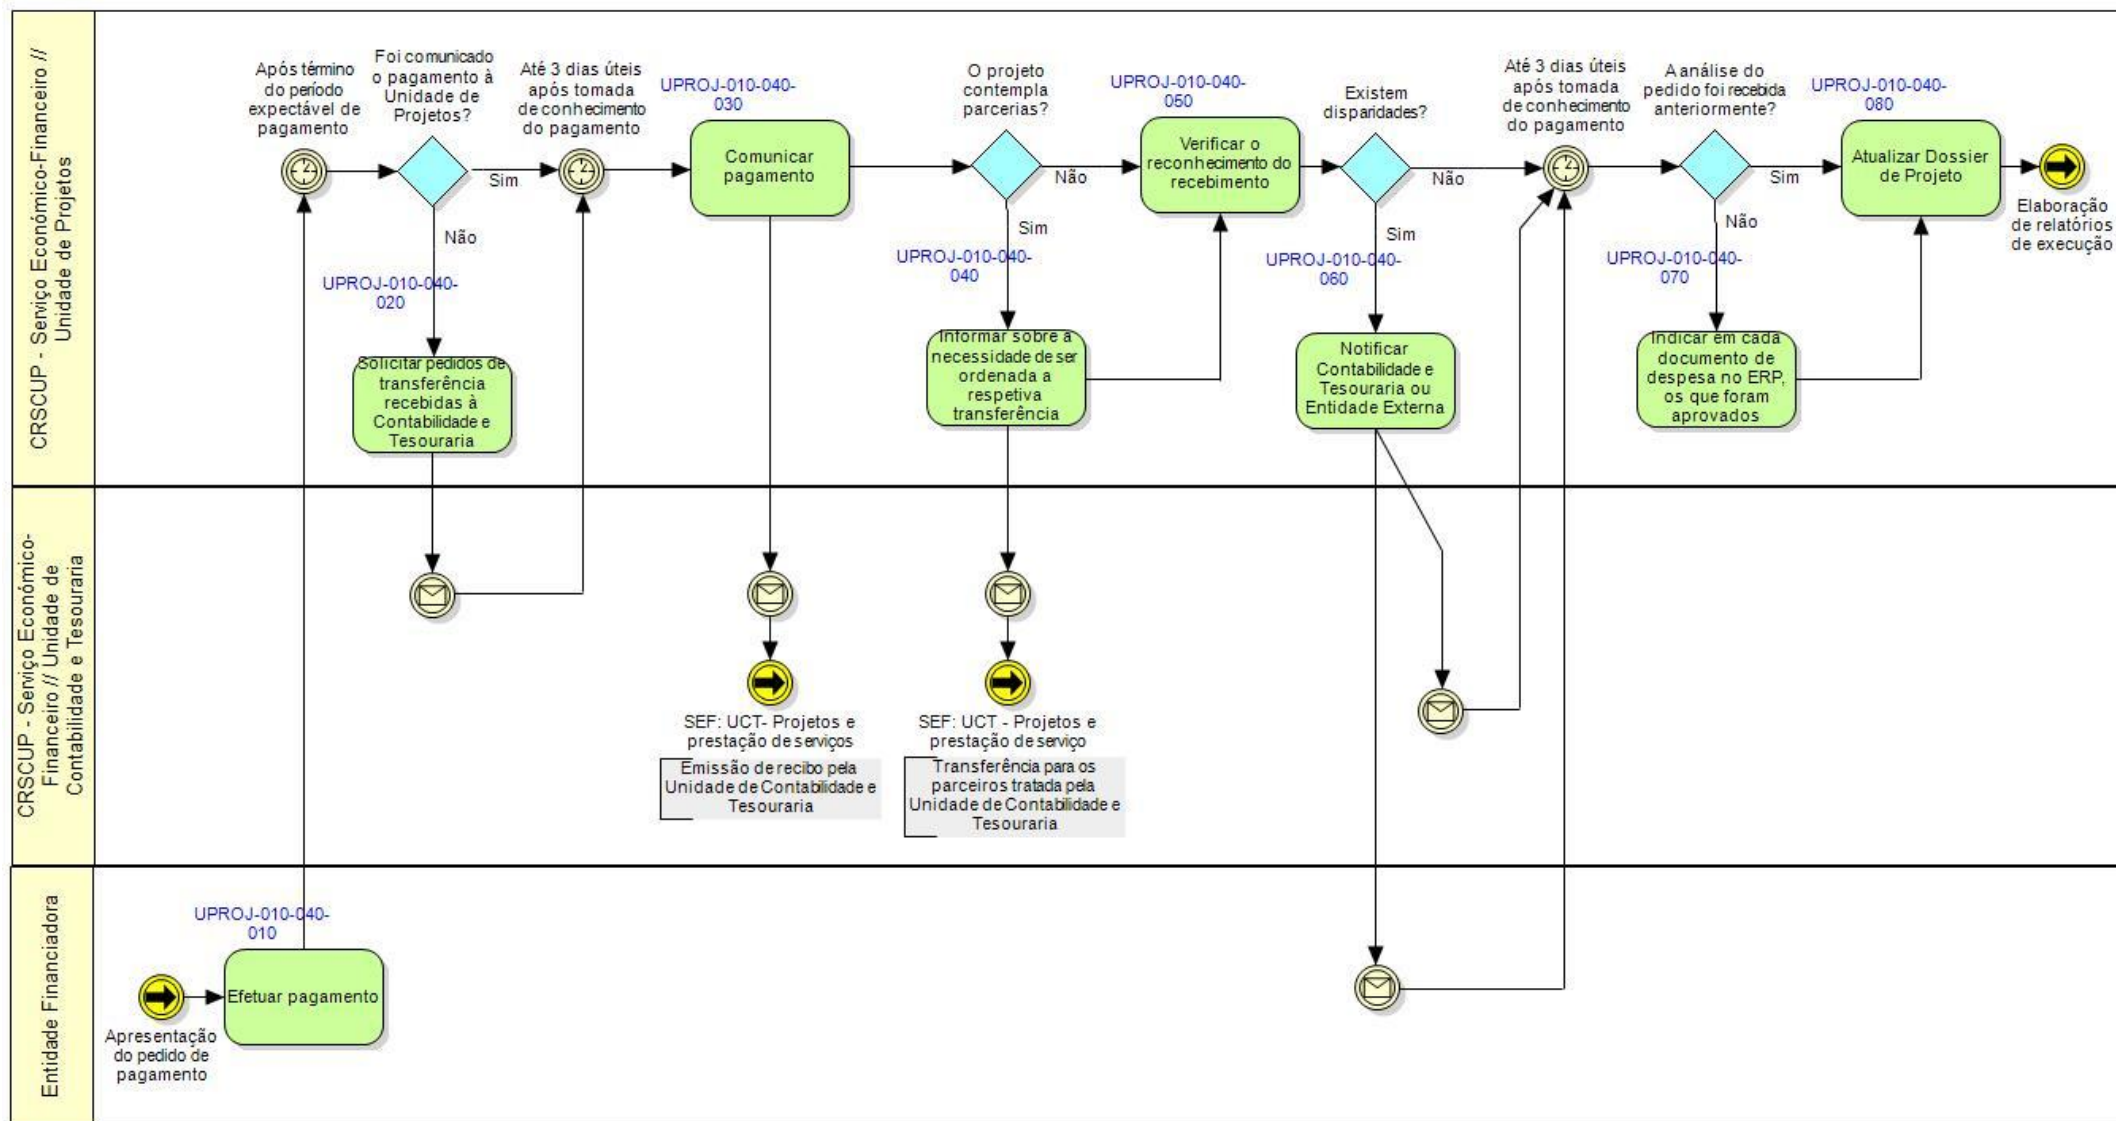 CRSCUP - Serviço Económico-Financeiro //
Unidade de Projetos
Após término
do período
expectável de
pagamento
Foi comunicado
o pagamento à
Unidade de
Projetos?
Sim
Não
UPROJ-010-040-
020
Solicitar pedidos de
transferência
recebidas à
Contabilidade e
Tesouraria
Até 3 dias úteis
após tomada
de conhecimento
do pagamento
UPROJ-010-040-
030
Comunicar
pagamento
O projeto
contempla
parcerias?
Não
Sim
UPROJ-010-040-
040
Informar sobre a
necessidade de ser
ordenada a
respetiva
transferência
UPROJ-010-040-
050
Verificar o
reconhecimento do
recebimento
Existem
disparidades?
Não
Sim
UPROJ-010-040-
060
Notificar
Contabilidade e
Tesouraria ou
Entidade Externa
Até 3 dias úteis
após tomada
de conhecimento
do pagamento
A análise do
pedido foi recebida
anteriormente?
Sim
Não
UPROJ-010-040-
070
Indicar em cada
documento de
despesa no ERP,
os que foram
aprovados
UPROJ-010-040-
080
Atualizar Dossier
de Projeto
Elaboração
de relatórios
de execução
CRSCUP - Serviço Económico-
Financeiro // Unidade de
Contabilidade e Tesouraria
SEF: UCT- Projetos e
prestação de serviços
Emissão de recibo pela
Unidade de Contabilidade e
Tesouraria
SEF: UCT - Projetos e
prestação de serviço
Transferência para os
parceiros tratada pela
Unidade de Contabilidade e
Tesouraria
Entidade Financiadora
Apresentação
do pedido de
pagamento
UPROJ-010-040-
010
Efetuar pagamento